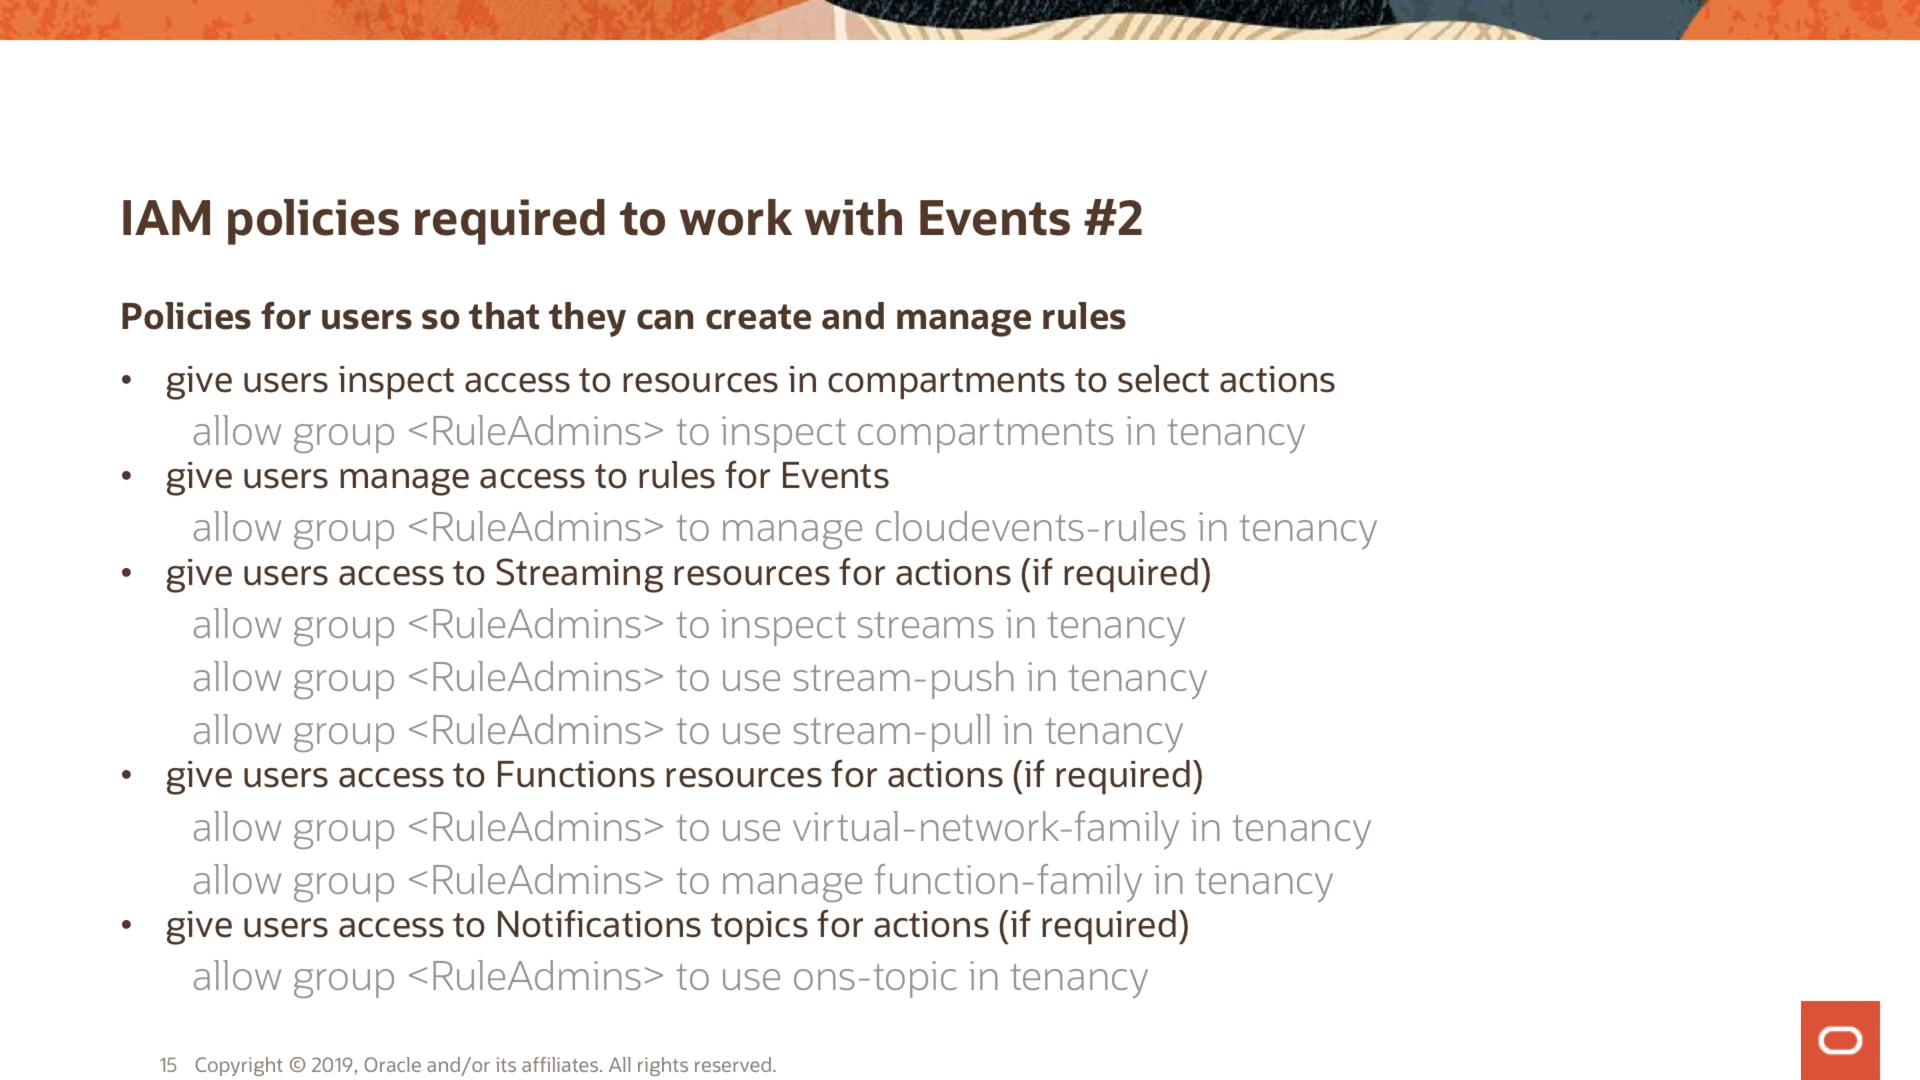 IAM policies required to work with Events #2
Policies for users so that they can create and manage rules
• give users inspect access to resources in compartments to select actions
allow group <RuleAdmins> to inspect compartments in tenancy
• give users manage access to rules for Events
allow group <RuleAdmins> to manage cloudevents-rules in tenancy
• give users access to Streaming resources for actions (if required)
allow group <RuleAdmins> to inspect streams in tenancy
allow group <RuleAdmins> to use stream-push in tenancy
allow group <RuleAdmins> to use stream-pull in tenancy
• give users access to Functions resources for actions (if required)
allow group <RuleAdmins> to use virtual-network-family in tenancy
allow group <RuleAdmins> to manage function-family in tenancy
• give users access to Notifications topics for actions (if required)
allow group <RuleAdmins> to use ons-topic in tenancy
15 Copyright © 2019, Oracle and/or its affiliates. All rights reserved.